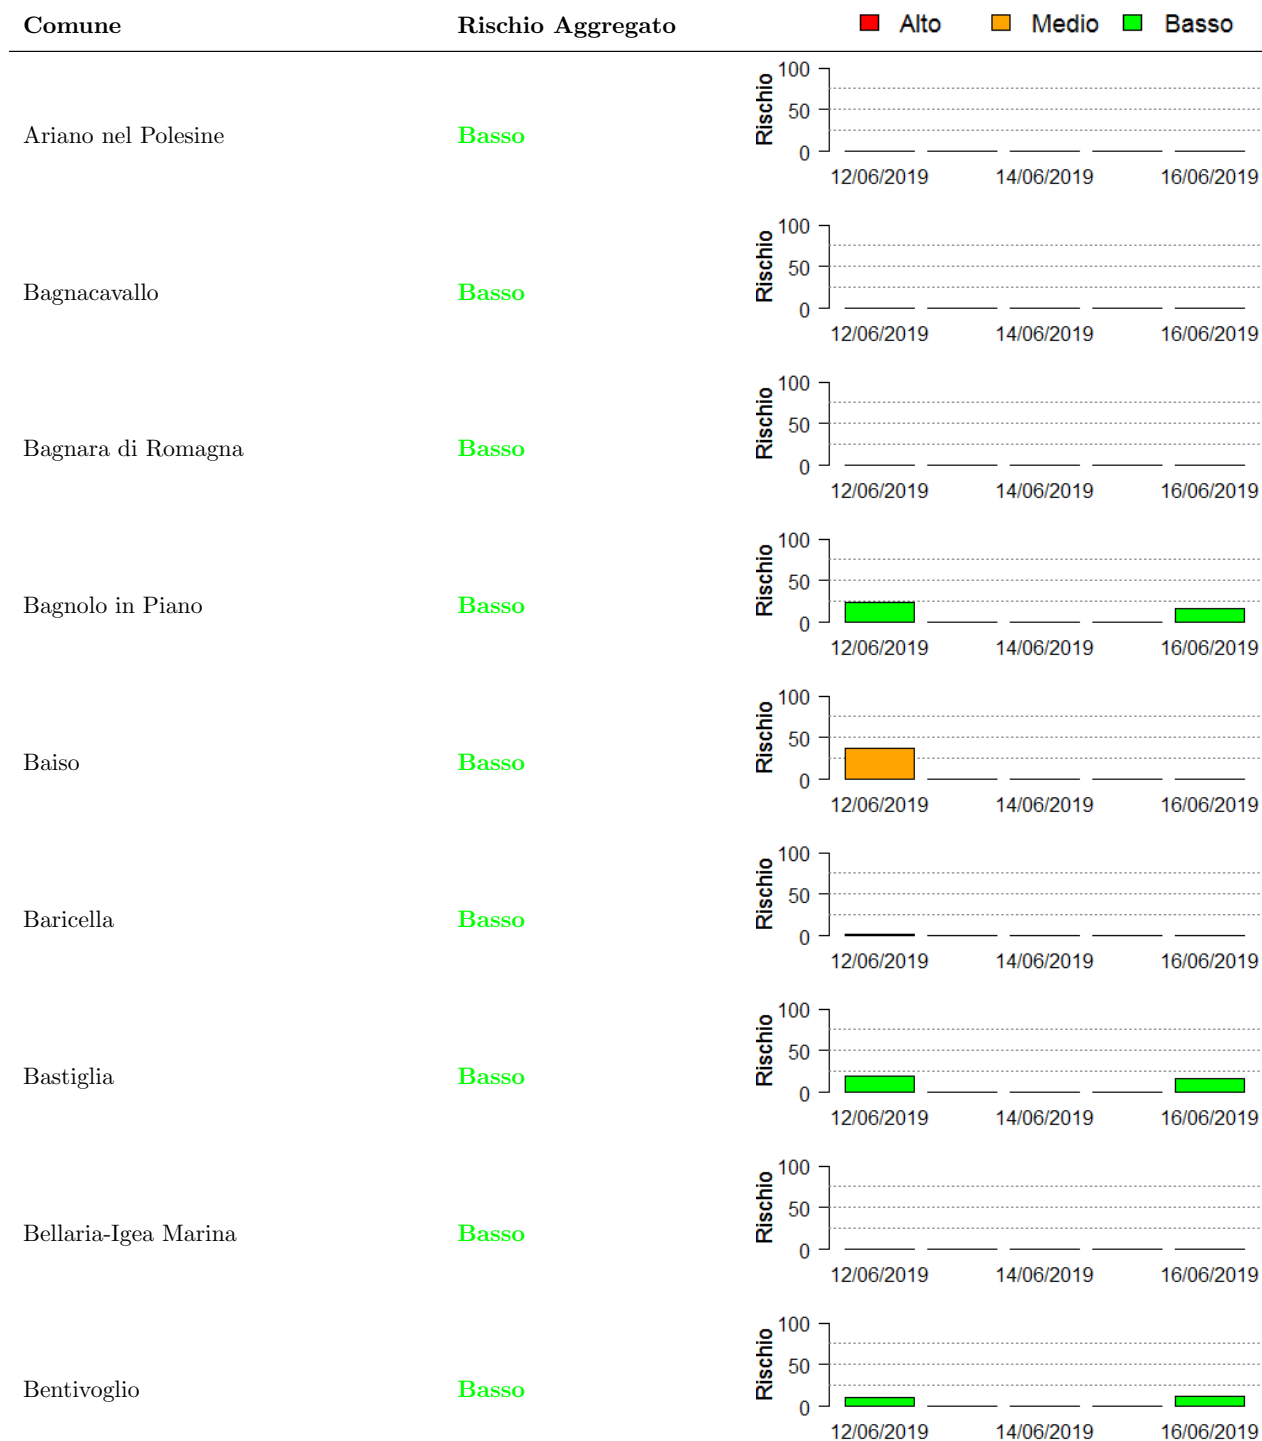 Comune Rischio Aggregato Alto Medio Basso
100
50
0
Rischio
Ariano nel Polesine Basso
12/06/2019 14/06/2019 16/06/2019
100
50
0
Rischio
Bagnacavallo Basso
12/06/2019 14/06/2019 16/06/2019
100
50
0
Rischio
Bagnara di Romagna Basso
12/06/2019 14/06/2019 16/06/2019
100
50
0
Rischio
Bagnolo in Piano Basso
12/06/2019 14/06/2019 16/06/2019
100
50
0
Rischio
Baiso Basso
12/06/2019 14/06/2019 16/06/2019
100
50
0
Rischio
Baricella Basso
12/06/2019 14/06/2019 16/06/2019
100
50
0
Rischio
Bastiglia Basso
12/06/2019 14/06/2019 16/06/2019
100
50
0
Rischio
Bellaria-Igea Marina Basso
12/06/2019 14/06/2019 16/06/2019
100
50
0
Rischio
Bentivoglio Basso
12/06/2019 14/06/2019 16/06/2019